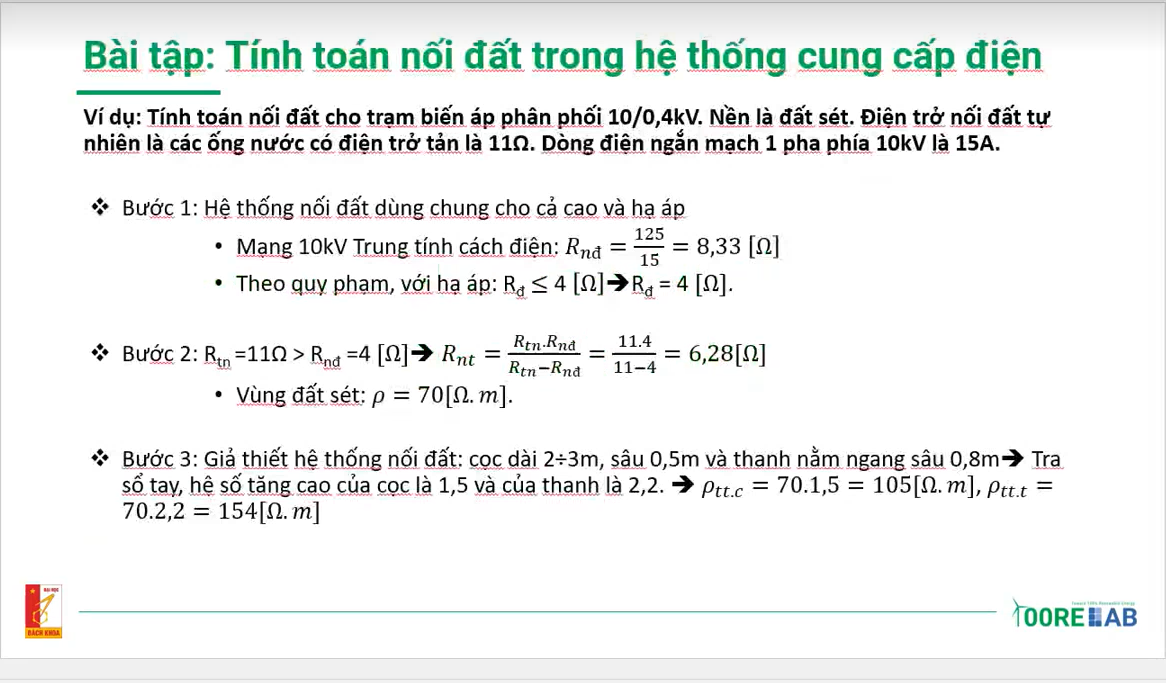 Bài tập: Tính toán nối đất trong hệ thống cung cấp điện
Ví dụ: Tính toán nối đất cho trạm biến áp phân phối 10/0,4kV. Nền là đất sét. Điện trở nối đất tự
nhiên là các ống nước có điện trở tản là 11Ω. Dòng điện ngắn mạch 1 pha phía 10kV là 15A.
❖ Bước 1: Hệ thống nối đất dùng chung cho cả cao và hạ áp
• Mạng 10kV Trung tính cách điện: R_nđ = 125/15 = 8,33 [Ω]
• Theo quy phạm, với hạ áp: R_đ ≤ 4 [Ω]➔R_đ = 4 [Ω].
❖ Bước 2: R_tn =11Ω > R_nđ =4 [Ω]➔ R_nt = (R_tn.R_nđ)/(R_tn−R_nđ) = 11.4/(11−4) = 6,28[Ω]
• Vùng đất sét: ρ = 70[Ω.m].
❖ Bước 3: Giả thiết hệ thống nối đất: cọc dài 2÷3m, sâu 0,5m và thanh nằm ngang sâu 0,8m➔ Tra
sổ tay, hệ số tăng cao của cọc là 1,5 và của thanh là 2,2. ➔ ρ_tt.c = 70.1,5 = 105[Ω.m], ρ_tt.t =
70.2,2 = 154[Ω.m]
ĐẠI HỌC
BÁCH KHOA
Toward 100% Renewable Energy
100RE LAB